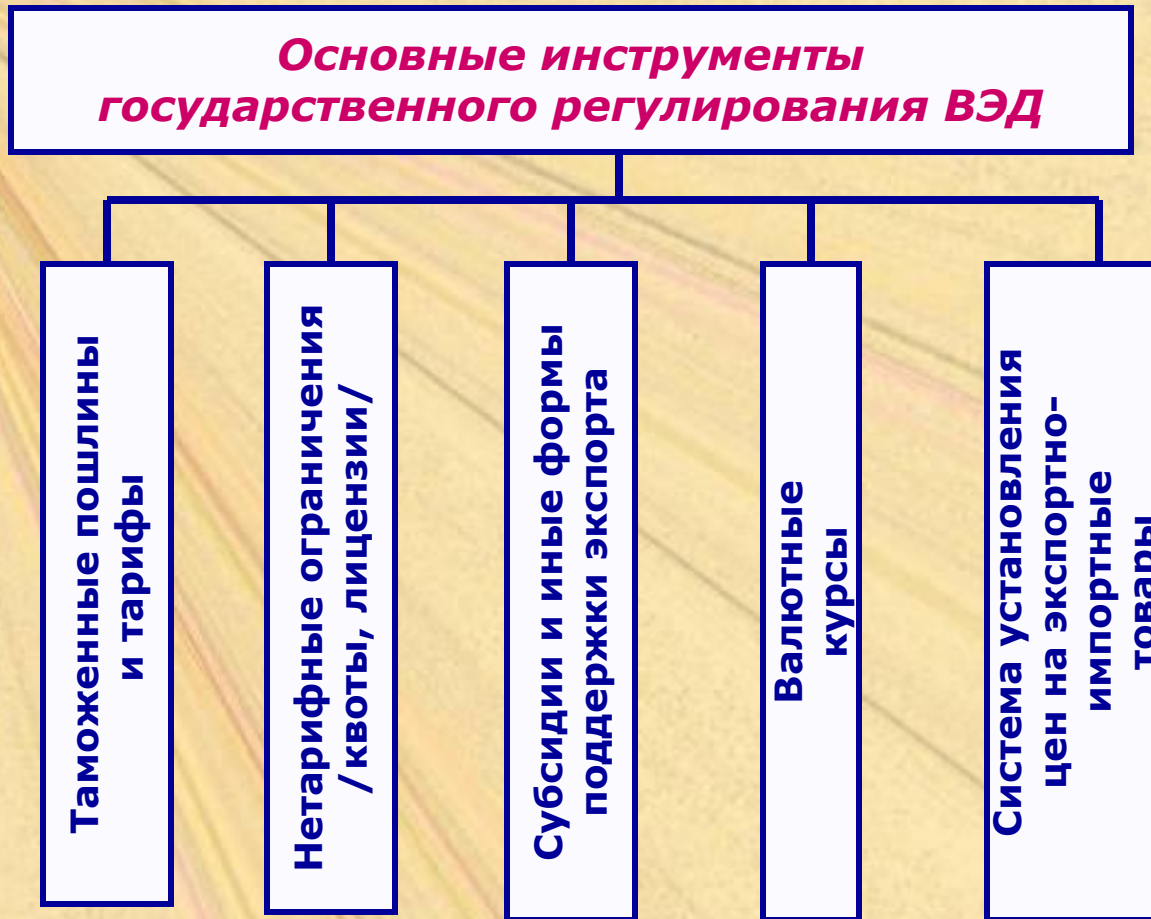 Основные инструменты
государственного регулирования ВЭД
Таможенные пошлины
и тарифы
Нетарифные ограничения
/квоты, лицензии/
Субсидии и иные формы
поддержки экспорта
Валютные
курсы
Система установления
цен на экспортно–
импортные
товары